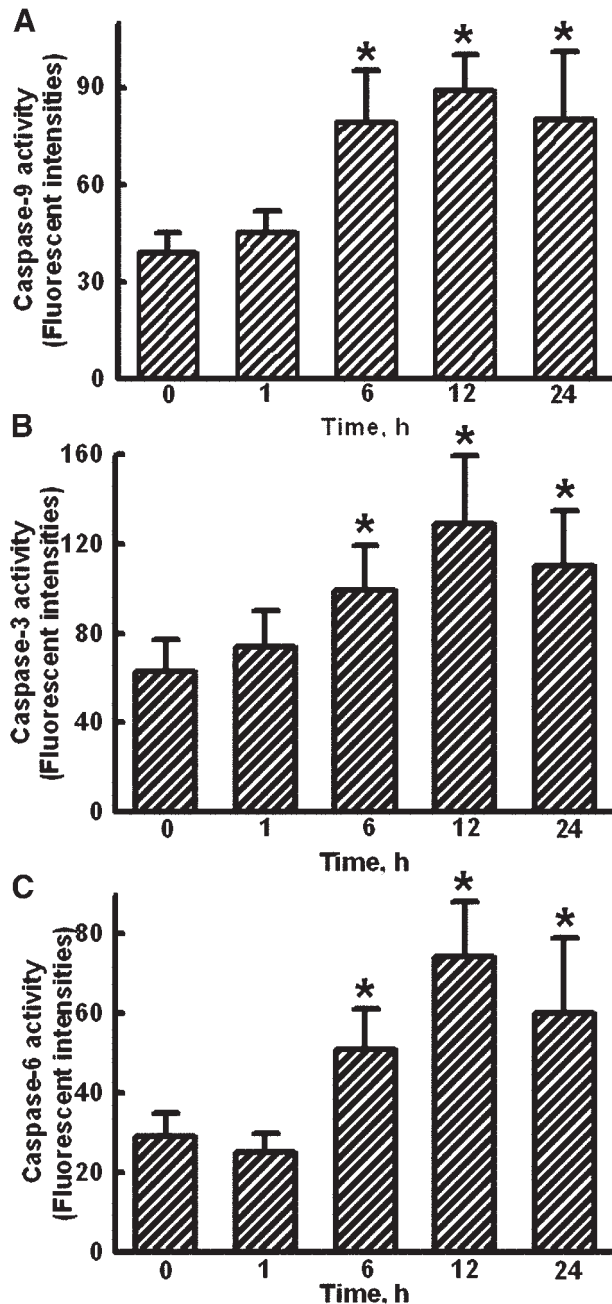 A
Caspase-9 activity
(Fluorescent intensities)
90
60
30
0
* * *
0 1 6 12 24
Time, h
B
Caspase-3 activity
(Fluorescent intensities)
160
120
80
40
0
* * *
0 1 6 12 24
Time, h
C
Caspase-6 activity
(Fluorescent intensities)
80
60
40
20
0
* * *
0 1 6 12 24
Time, h